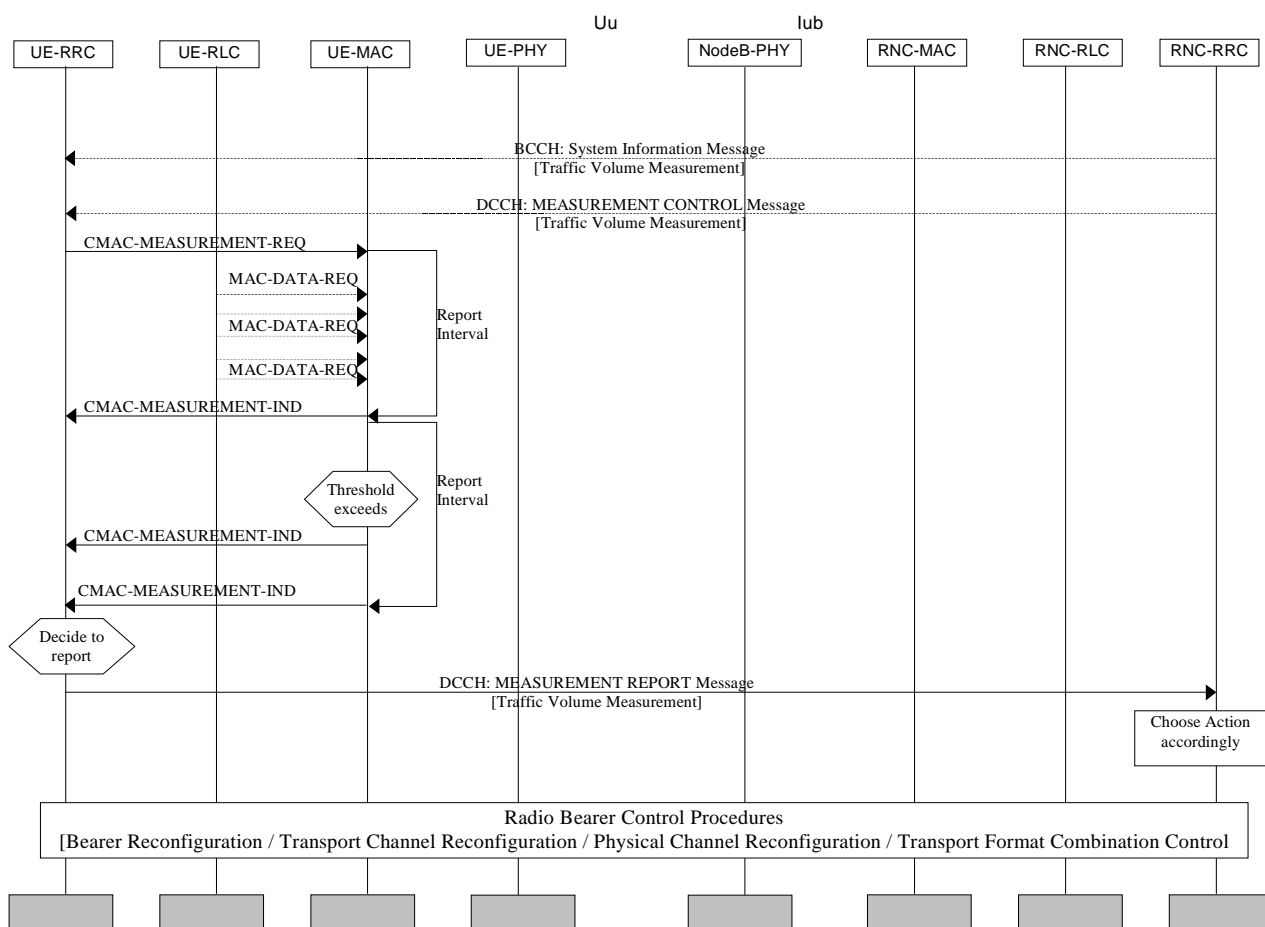 Uu Iub
UE-RRC UE-RLC UE-MAC UE-PHY NodeB-PHY RNC-MAC RNC-RLC RNC-RRC
BCCH: System Information Message
[Traffic Volume Measurement]
DCCH: MEASUREMENT CONTROL Message
[Traffic Volume Measurement]
CMAC-MEASUREMENT-REQ
MAC-DATA-REQ
Report
Interval
MAC-DATA-REQ
MAC-DATA-REQ
CMAC-MEASUREMENT-IND
Report
Interval
Threshold
exceeds
CMAC-MEASUREMENT-IND
CMAC-MEASUREMENT-IND
Decide to
report
DCCH: MEASUREMENT REPORT Message
[Traffic Volume Measurement]
Choose Action
accordingly
Radio Bearer Control Procedures
[Bearer Reconfiguration / Transport Channel Reconfiguration / Physical Channel Reconfiguration / Transport Format Combination Control